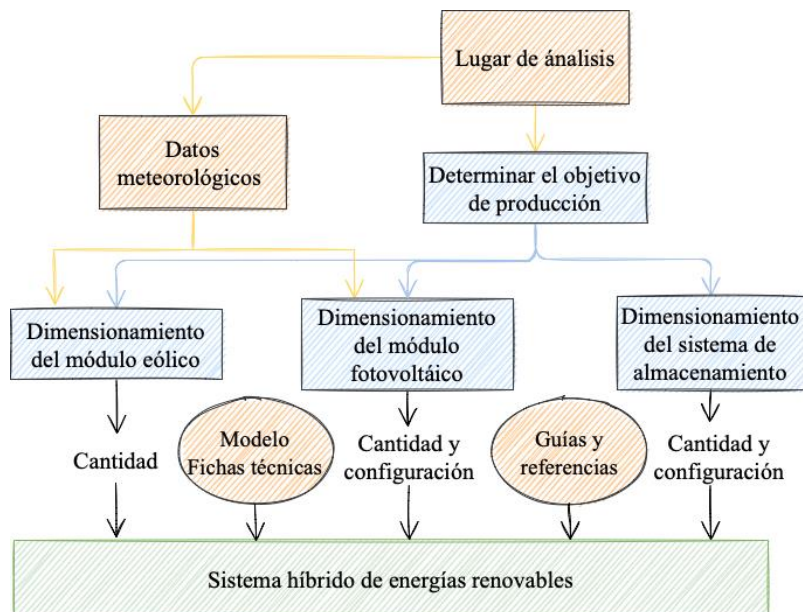 Lugar de ánalisis
Datos
meteorológicos
Determinar el objetivo
de producción
Dimensionamiento
del módulo eólico
Dimensionamiento
del módulo
fotovoltáico
Dimensionamiento
del sistema de
almacenamiento
Cantidad
Modelo
Fichas técnicas
Cantidad y
configuración
Guías y
referencias
Cantidad y
configuración
Sistema híbrido de energías renovables